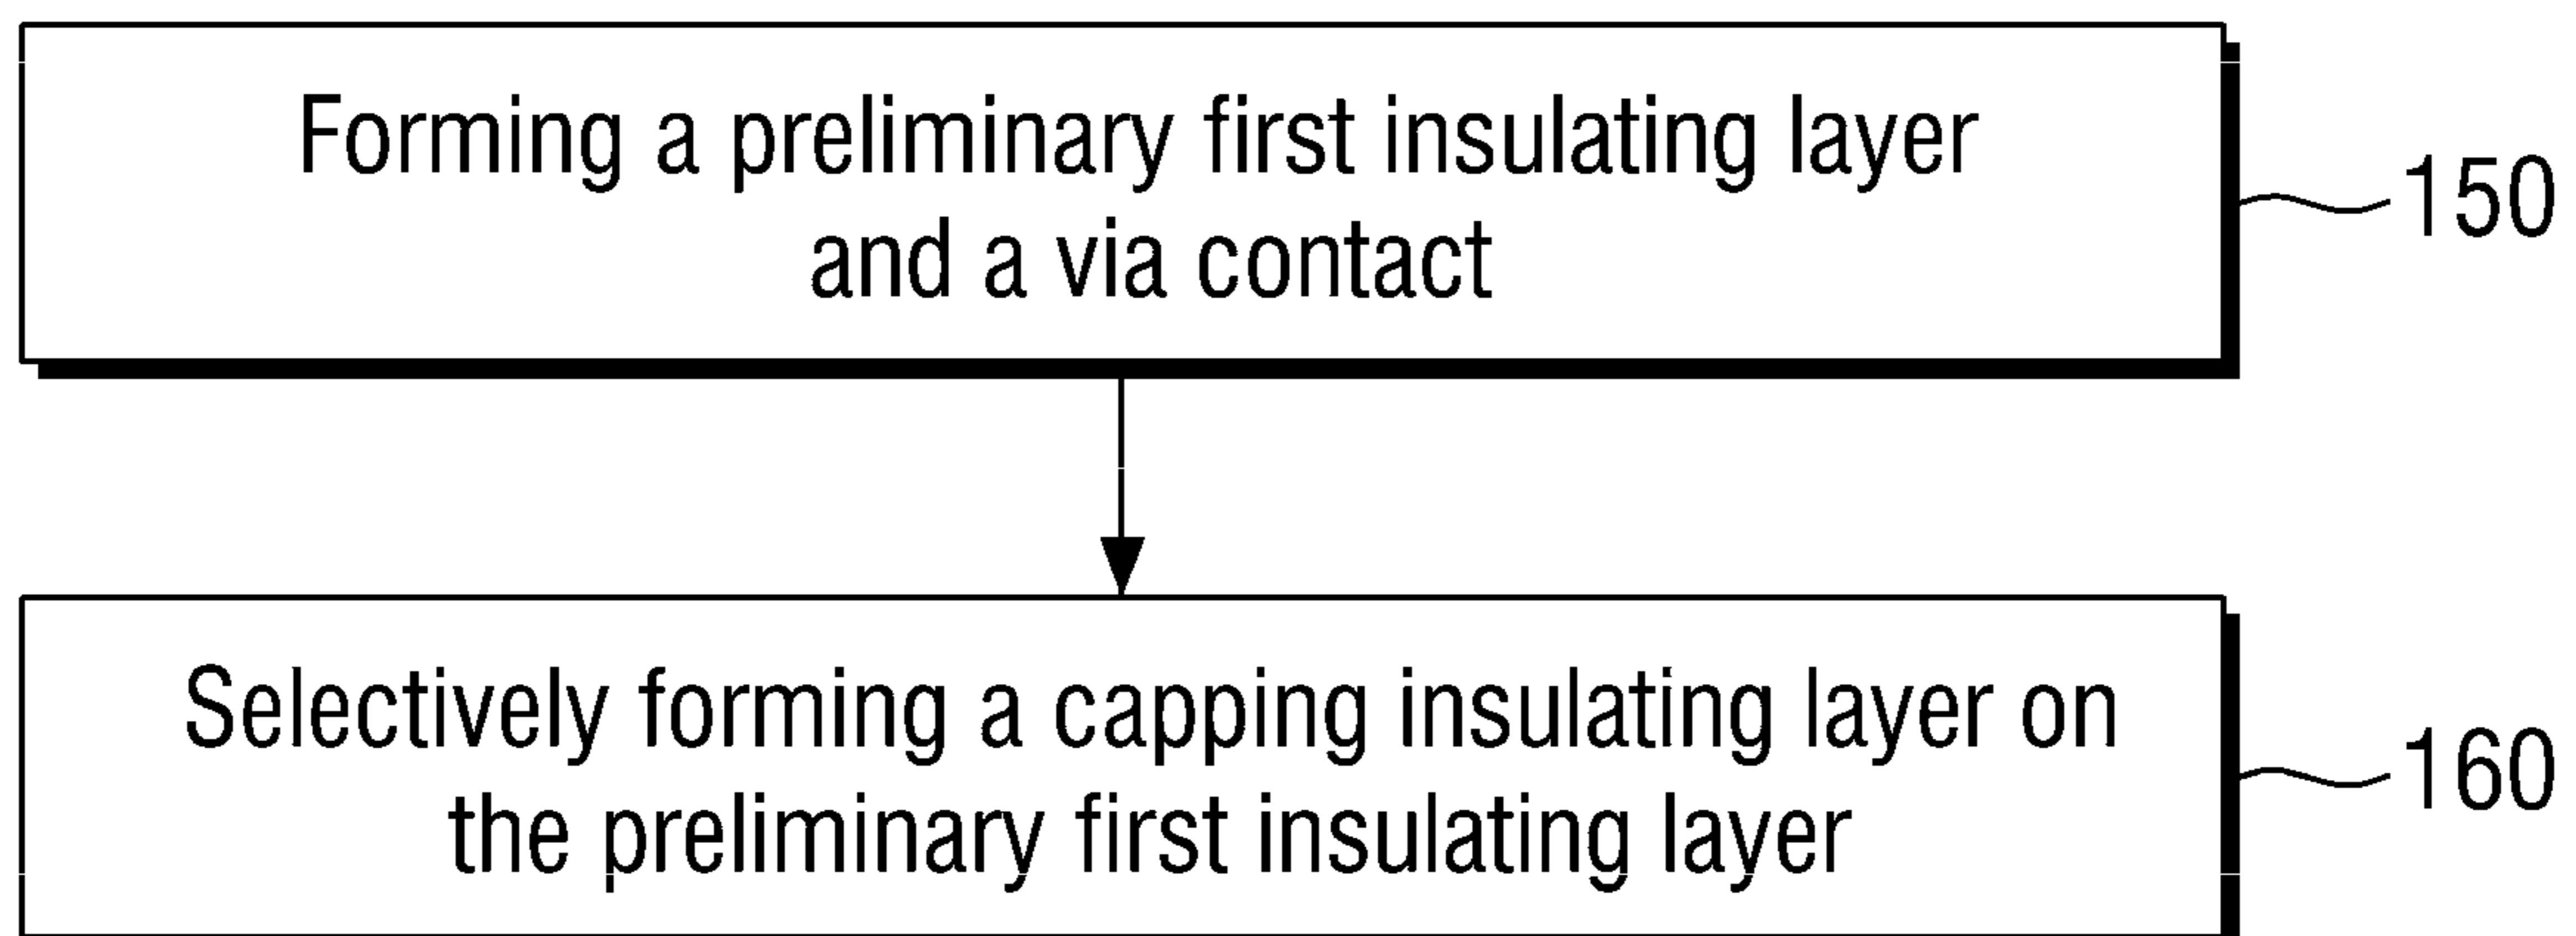 Forming a preliminary first insulating layer
and a via contact
150
Selectively forming a capping insulating layer on
the preliminary first insulating layer
160